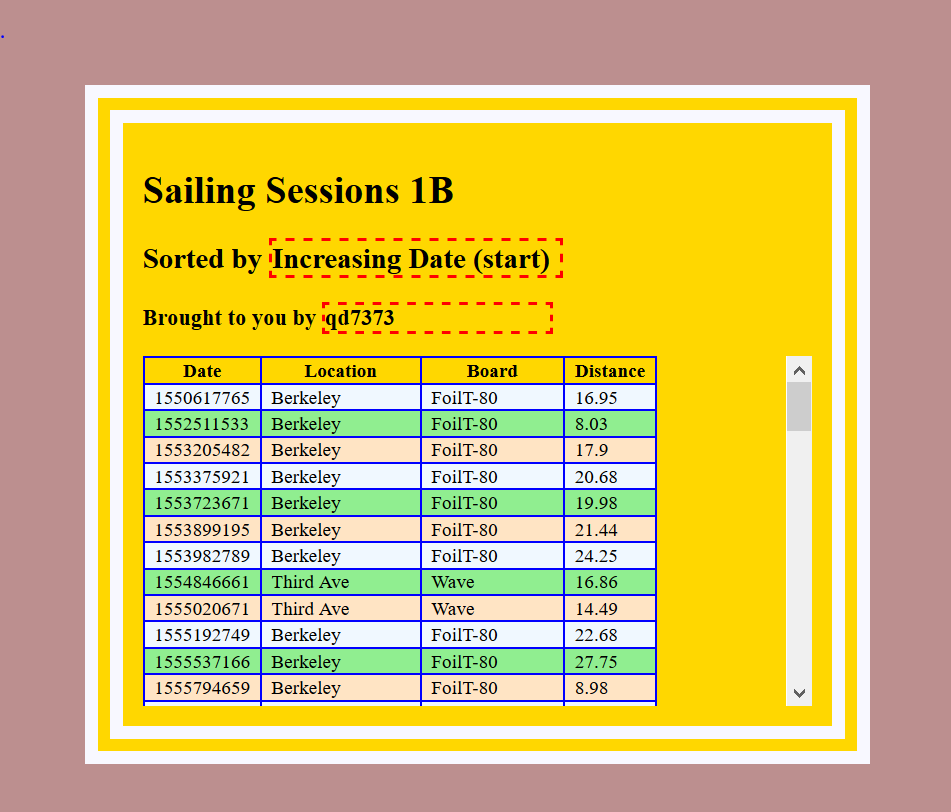 .
Sailing Sessions 1B
Sorted by Increasing Date (start)
Brought to you by qd7373
Date Location Board Distance
1550617765 Berkeley FoilT-80 16.95
1552511533 Berkeley FoilT-80 8.03
1553205482 Berkeley FoilT-80 17.9
1553375921 Berkeley FoilT-80 20.68
1553723671 Berkeley FoilT-80 19.98
1553899195 Berkeley FoilT-80 21.44
1553982789 Berkeley FoilT-80 24.25
1554846661 Third Ave Wave 16.86
1555020671 Third Ave Wave 14.49
1555192749 Berkeley FoilT-80 22.68
1555537166 Berkeley FoilT-80 27.75
1555794659 Berkeley FoilT-80 8.98